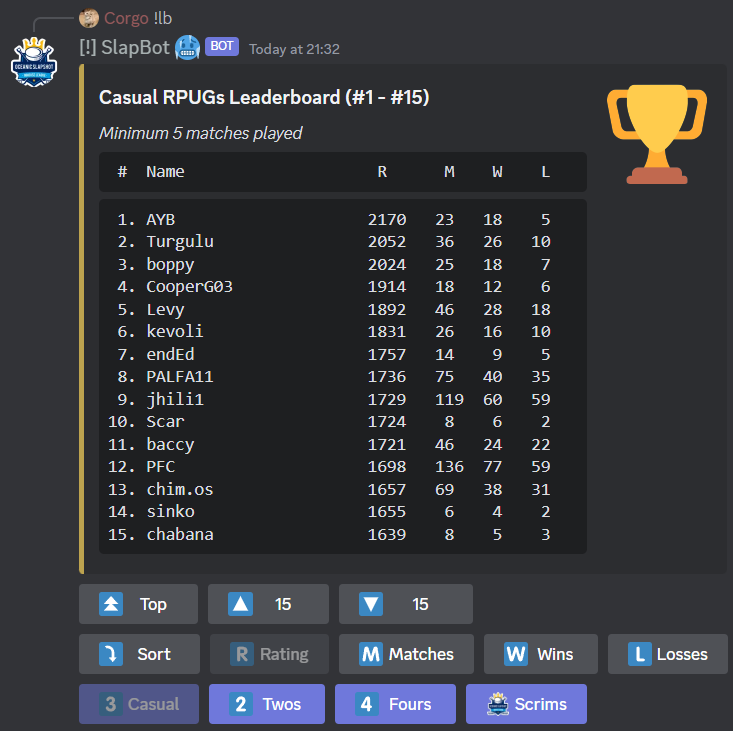 Corgo !lb
[!] SlapBot BOT Today at 21:32
OCEANIC SLAPSHOT
Casual RPUGs Leaderboard (#1 - #15)
Minimum 5 matches played
# Name R M W L
1. AYB 2170 23 18 5
2. Turgulu 2052 36 26 10
3. boppy 2024 25 18 7
4. CooperG03 1914 18 12 6
5. Levy 1892 46 28 18
6. kevoli 1831 26 16 10
7. endEd 1757 14 9 5
8. PALFA11 1736 75 40 35
9. jhili1 1729 119 60 59
10. Scar 1724 8 6 2
11. baccy 1721 46 24 22
12. PFC 1698 136 77 59
13. chim.os 1657 69 38 31
14. sinko 1655 6 4 2
15. chabana 1639 8 5 3
Top 15 15
Sort R Rating M Matches W Wins L Losses
3 Casual 2 Twos 4 Fours Scrims